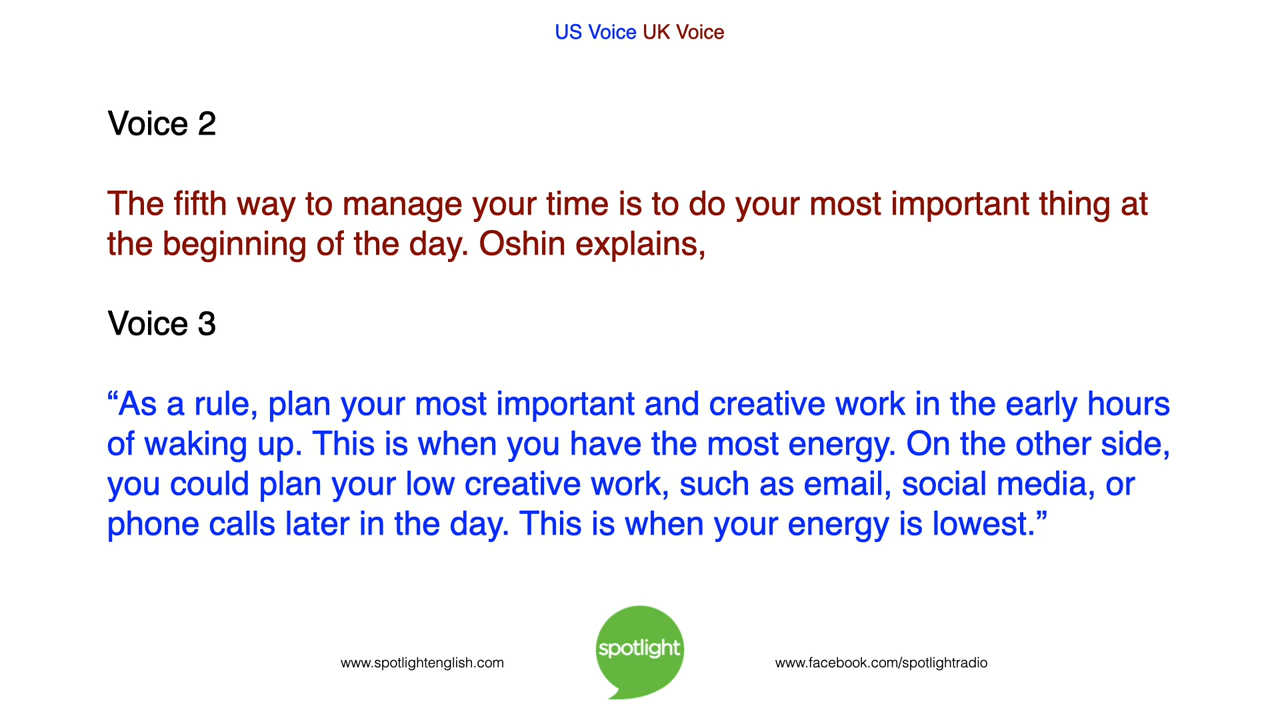 US Voice UK Voice
Voice 2
The fifth way to manage your time is to do your most important thing at
the beginning of the day. Oshin explains,
Voice 3
“As a rule, plan your most important and creative work in the early hours
of waking up. This is when you have the most energy. On the other side,
you could plan your low creative work, such as email, social media, or
phone calls later in the day. This is when your energy is lowest.”
spotlight
www.spotlightenglish.com
www.facebook.com/spotlightradio